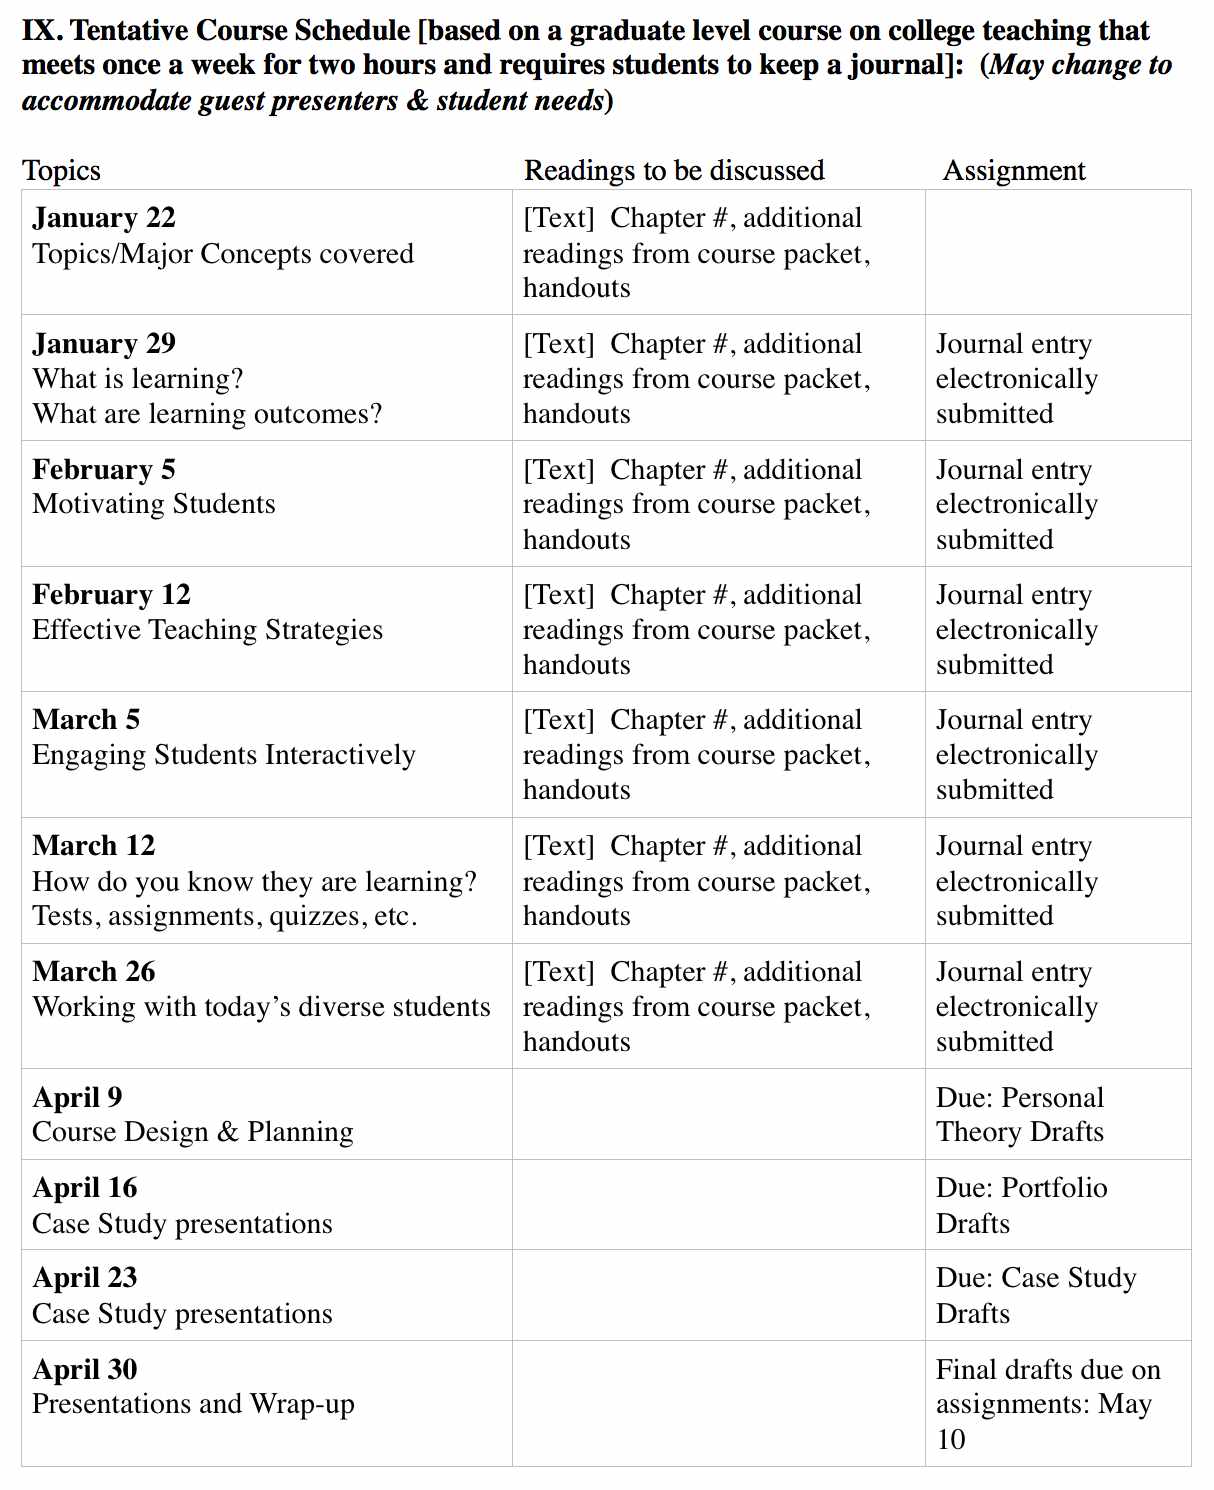 IX. Tentative Course Schedule [based on a graduate level course on college teaching that
meets once a week for two hours and requires students to keep a journal]:  (May change to
accommodate guest presenters & student needs)
Topics
Readings to be discussed
Assignment
January 22
Topics/Major Concepts covered
[Text]  Chapter #, additional
readings from course packet,
handouts
January 29
What is learning?
What are learning outcomes?
[Text]  Chapter #, additional
readings from course packet,
handouts
Journal entry
electronically
submitted
February 5
Motivating Students
[Text]  Chapter #, additional
readings from course packet,
handouts
Journal entry
electronically
submitted
February 12
Effective Teaching Strategies
[Text]  Chapter #, additional
readings from course packet,
handouts
Journal entry
electronically
submitted
March 5
Engaging Students Interactively
[Text]  Chapter #, additional
readings from course packet,
handouts
Journal entry
electronically
submitted
March 12
How do you know they are learning?
Tests, assignments, quizzes, etc.
[Text]  Chapter #, additional
readings from course packet,
handouts
Journal entry
electronically
submitted
March 26
Working with today’s diverse students
[Text]  Chapter #, additional
readings from course packet,
handouts
Journal entry
electronically
submitted
April 9
Course Design & Planning
Due: Personal
Theory Drafts
April 16
Case Study presentations
Due: Portfolio
Drafts
April 23
Case Study presentations
Due: Case Study
Drafts
April 30
Presentations and Wrap-up
Final drafts due on
assignments: May
10